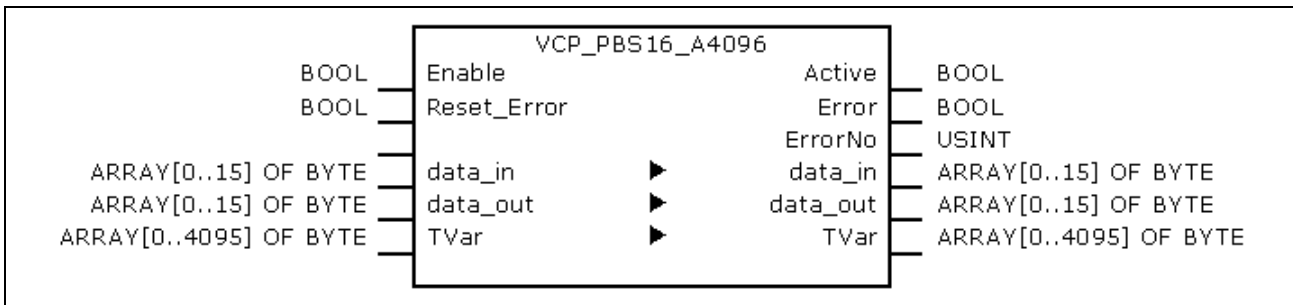 VCP_PBS16_A4096
BOOL Enable Active BOOL
BOOL Reset_Error Error BOOL
ErrorNo USINT
ARRAY[0..15] OF BYTE data_in ▶ data_in ARRAY[0..15] OF BYTE
ARRAY[0..15] OF BYTE data_out ▶ data_out ARRAY[0..15] OF BYTE
ARRAY[0..4095] OF BYTE TVar ▶ TVar ARRAY[0..4095] OF BYTE